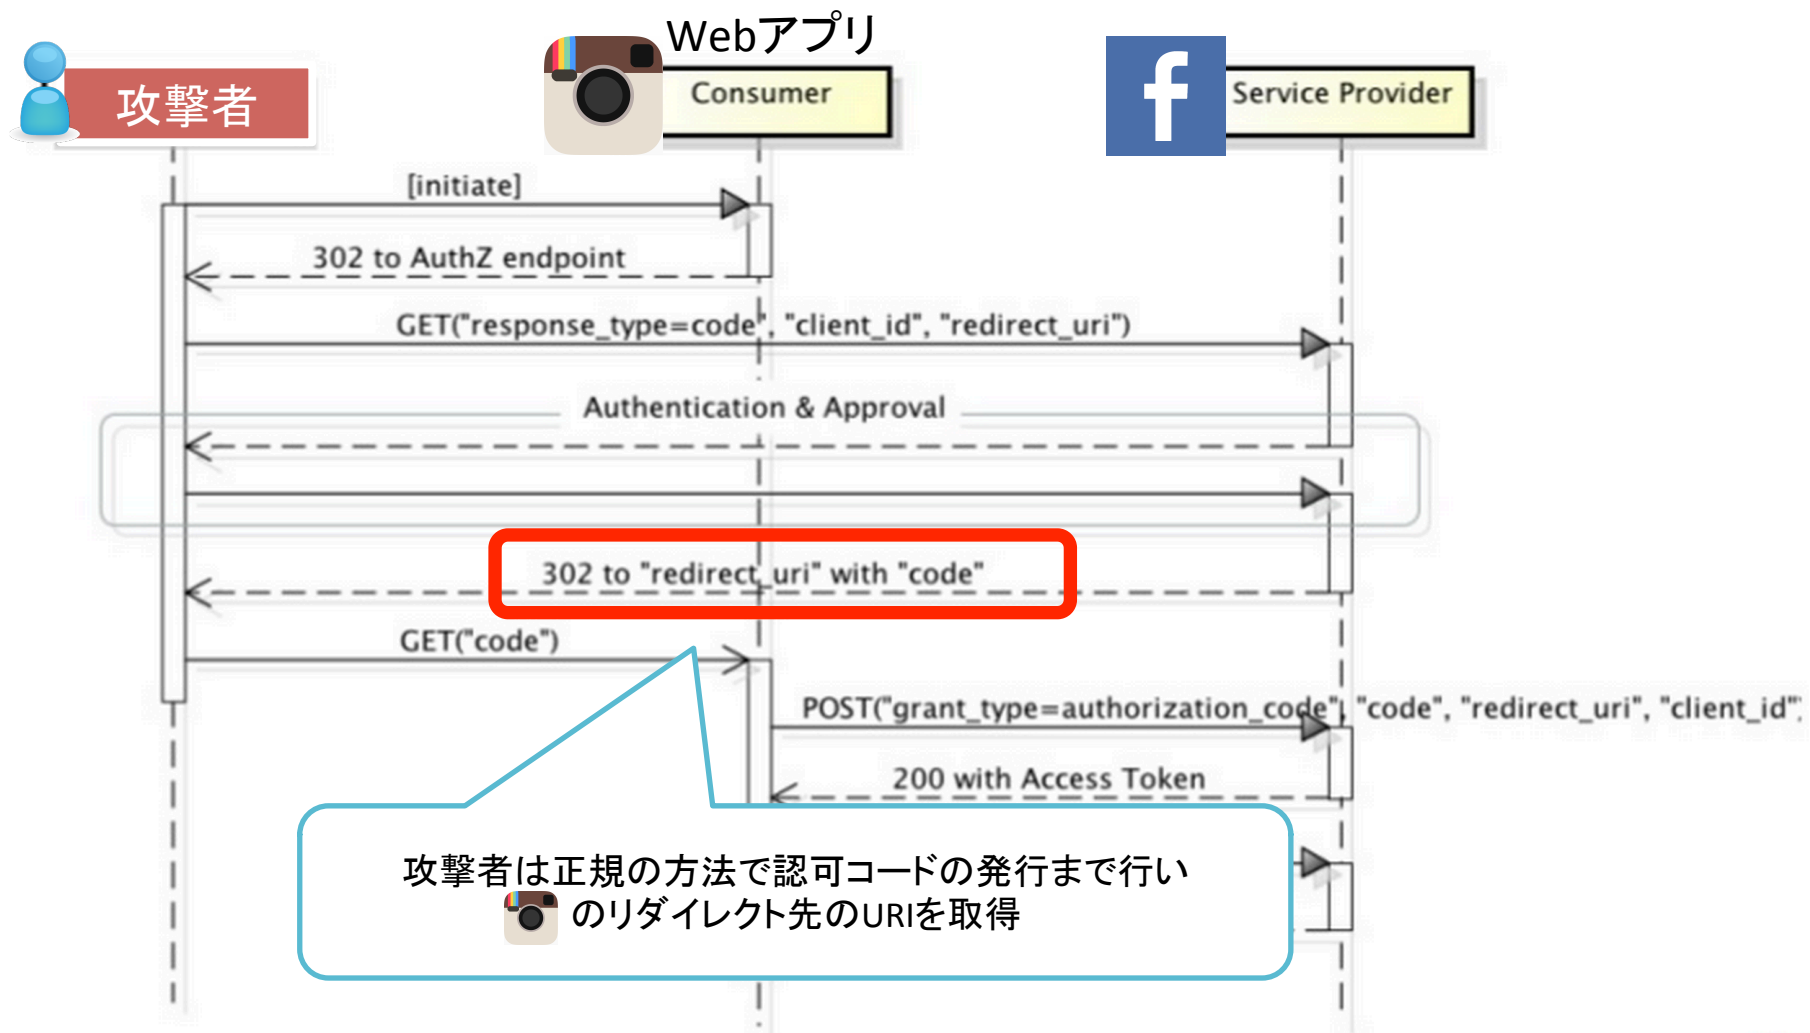 Webアプリ
攻撃者
Consumer
Service Provider
[initiate]
302 to AuthZ endpoint
GET("response_type=code", "client_id", "redirect_uri")
Authentication & Approval
302 to "redirect_uri" with "code"
GET("code")
POST("grant_type=authorization_code", "code", "redirect_uri", "client_id"
200 with Access Token
攻撃者は正規の方法で認可コードの発行まで行い
のリダイレクト先のURIを取得